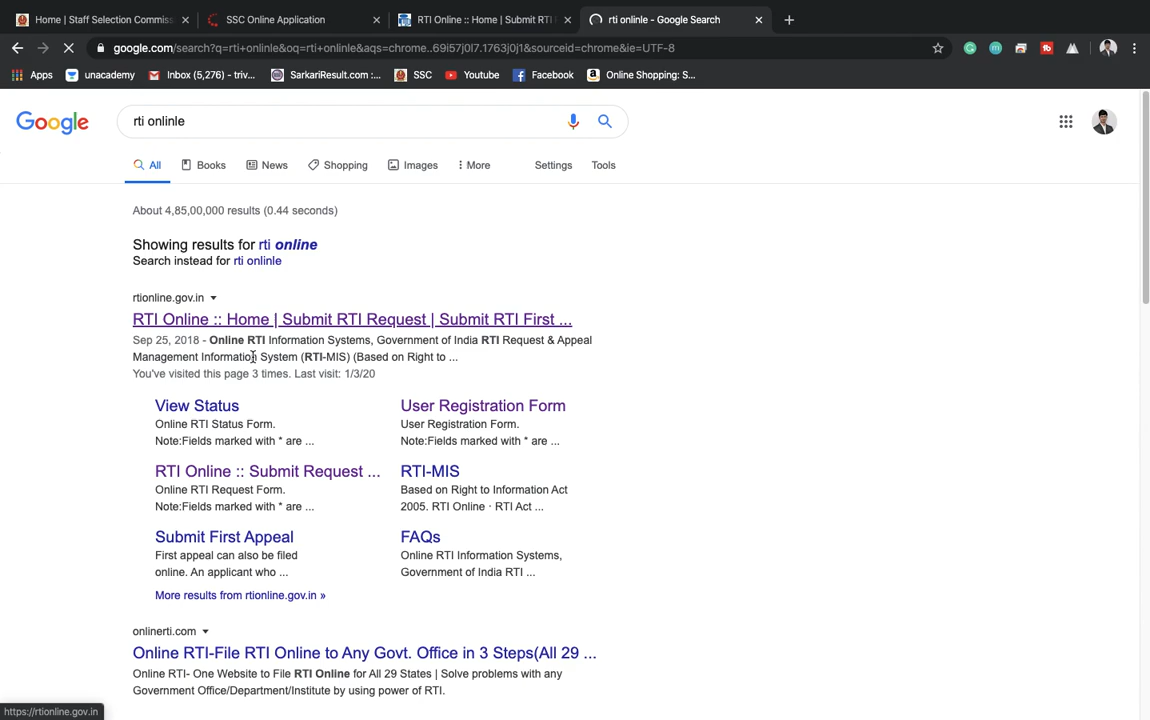 Home | Staff Selection Commiss
SSC Online Application
RTI Online :: Home | Submit RTI R
rti onlinle - Google Search
google.com/search?q=rti+onlinle&oq=rti+onlinle&aqs=chrome..69i57j0l7.1763j0j1&sourceid=chrome&ie=UTF-8
Apps
unacademy
Inbox (5,276) - triv...
SarkariResult.com :...
SSC
Youtube
Facebook
Online Shopping: S...
Google
rti onlinle
All
Books
News
Shopping
Images
More
Settings
Tools
About 4,85,00,000 results (0.44 seconds)
Showing results for rti online
Search instead for rti onlinle
rtionline.gov.in
RTI Online :: Home | Submit RTI Request | Submit RTI First ...
Sep 25, 2018 - Online RTI Information Systems, Government of India RTI Request & Appeal
Management Information System (RTI-MIS) (Based on Right to ...
You've visited this page 3 times. Last visit: 1/3/20
View Status
Online RTI Status Form.
Note:Fields marked with * are ...
User Registration Form
User Registration Form.
Note:Fields marked with * are ...
RTI Online :: Submit Request ...
Online RTI Request Form.
Note:Fields marked with * are ...
RTI-MIS
Based on Right to Information Act
2005. RTI Online · RTI Act ...
Submit First Appeal
First appeal can also be filed
online. An applicant who ...
FAQs
Online RTI Information Systems,
Government of India RTI ...
More results from rtionline.gov.in »
onlinerti.com
Online RTI-File RTI Online to Any Govt. Office in 3 Steps(All 29 ...
Online RTI- One Website to File RTI Online for All 29 States | Solve problems with any
Government Office/Department/Institute by using power of RTI.
https://rtionline.gov.in